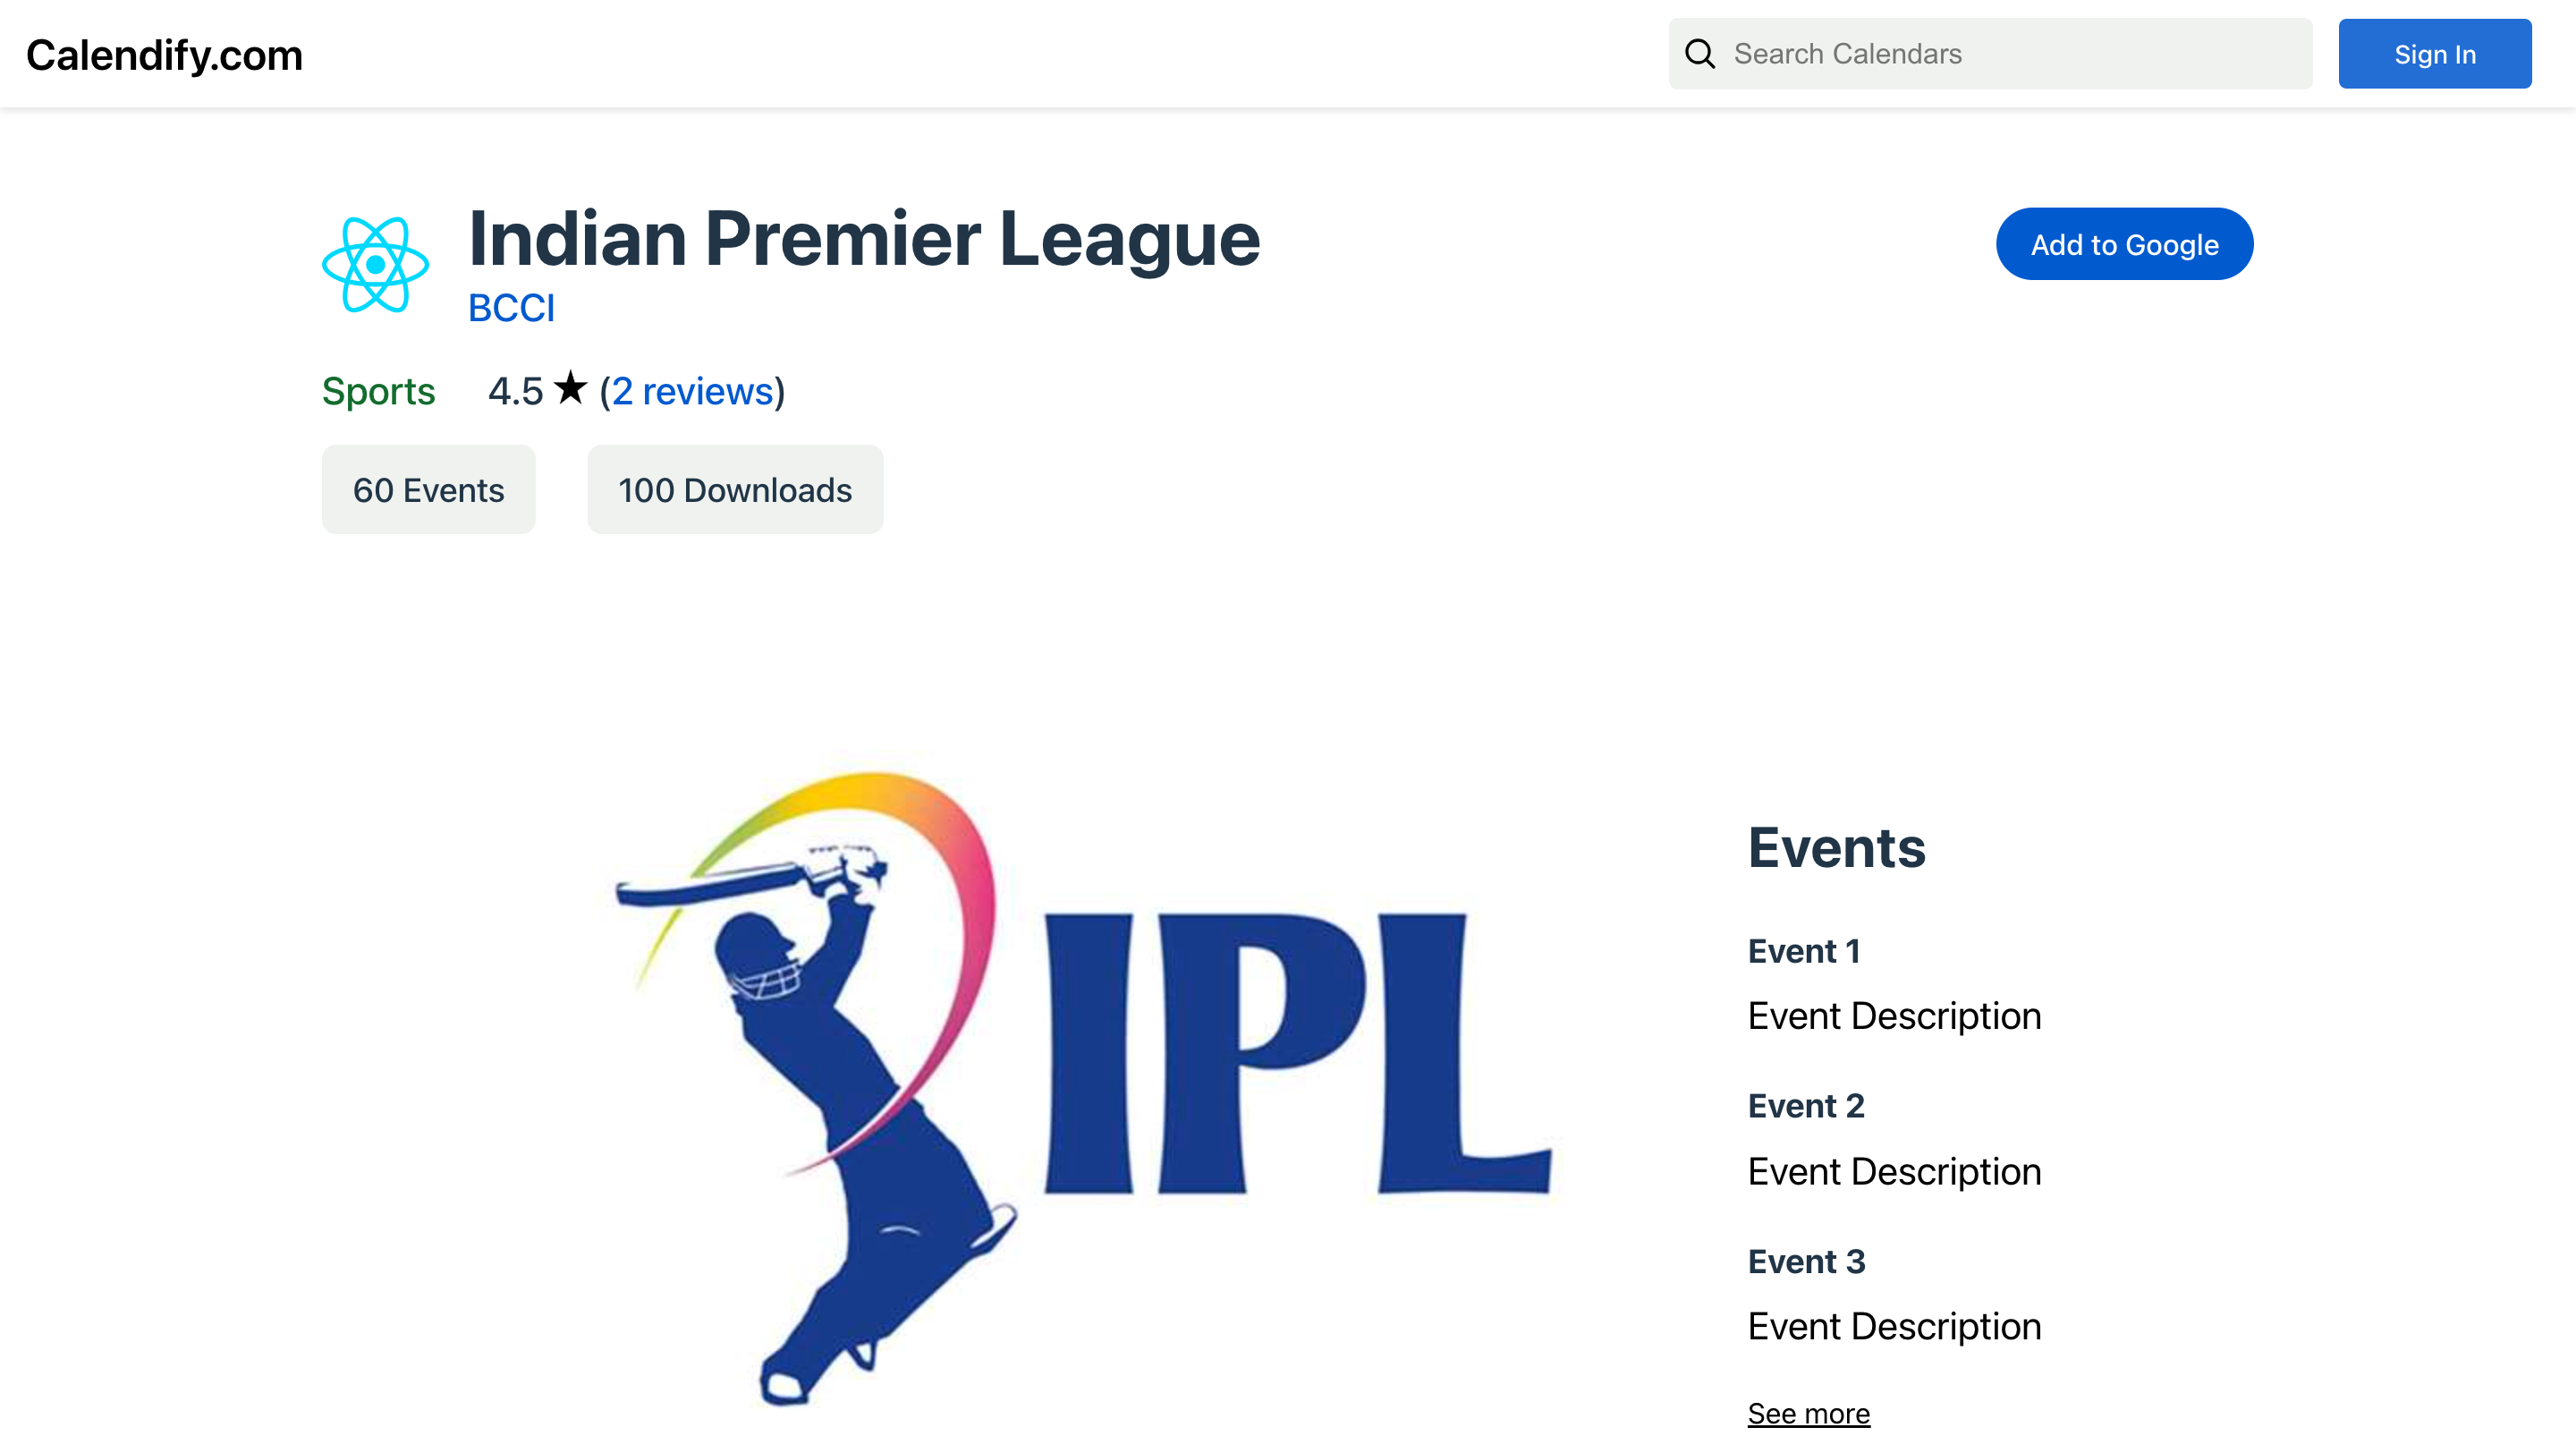 Calendify.com
Search Calendars
Sign In
Indian Premier League
Add to Google
BCCI
Sports 4.5 ★ (2 reviews)
60 Events
100 Downloads
IPL
Events
Event 1
Event Description
Event 2
Event Description
Event 3
Event Description
See more